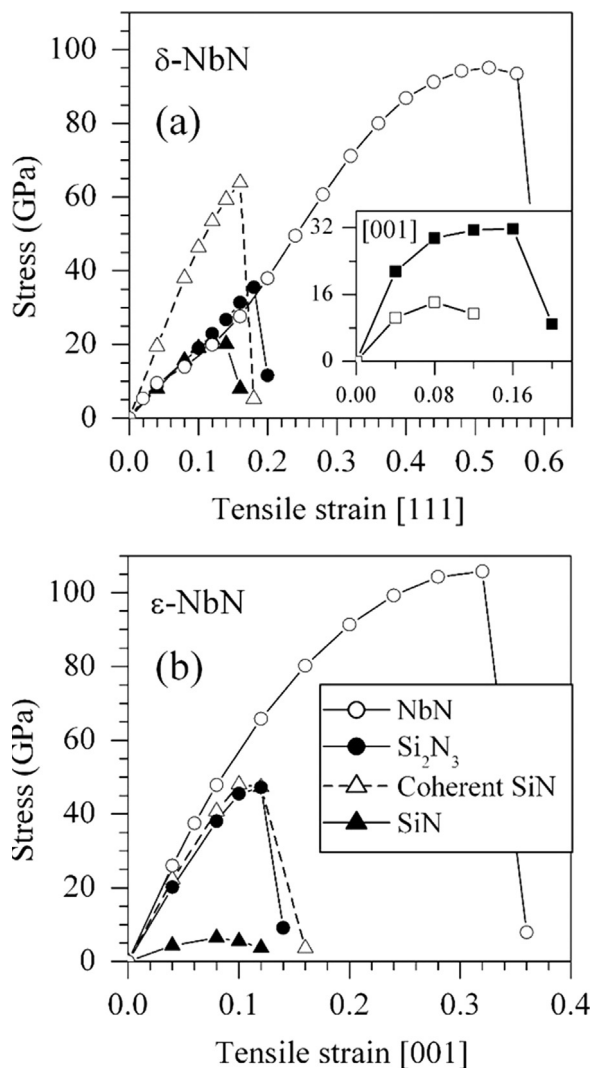 δ-NbN
(a)
Stress (GPa)
100
80
60
40
20
0
[001]
32
16
0
0.00 0.08 0.16
0.0 0.1 0.2 0.3 0.4 0.5 0.6
Tensile strain [111]
ε-NbN
(b)
Stress (GPa)
100
80
60
40
20
0
NbN
Si₂N₃
Coherent SiN
SiN
0.0 0.1 0.2 0.3 0.4
Tensile strain [001]